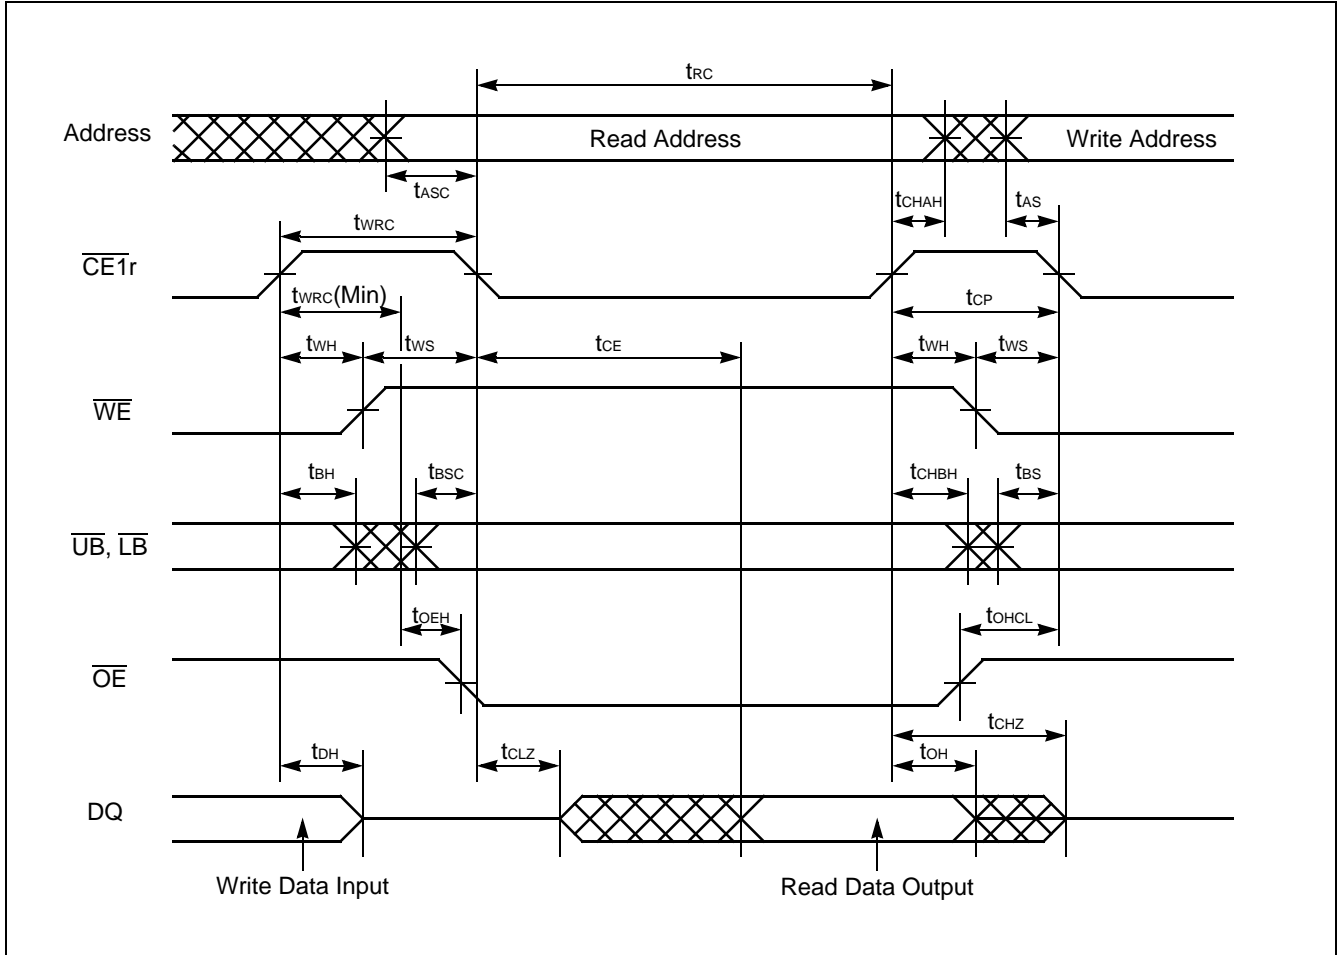 tRC
Address
Read Address
Write Address
tASC
tCHAH
tAS
tWRC
CE1r
tWRC(Min)
tCP
tWH
tWS
tCE
tWH
tWS
WE
tBH
tBSC
tCHBH
tBS
UB, LB
tOEH
tOHCL
OE
tCHZ
tDH
tCLZ
tOH
DQ
Write Data Input
Read Data Output